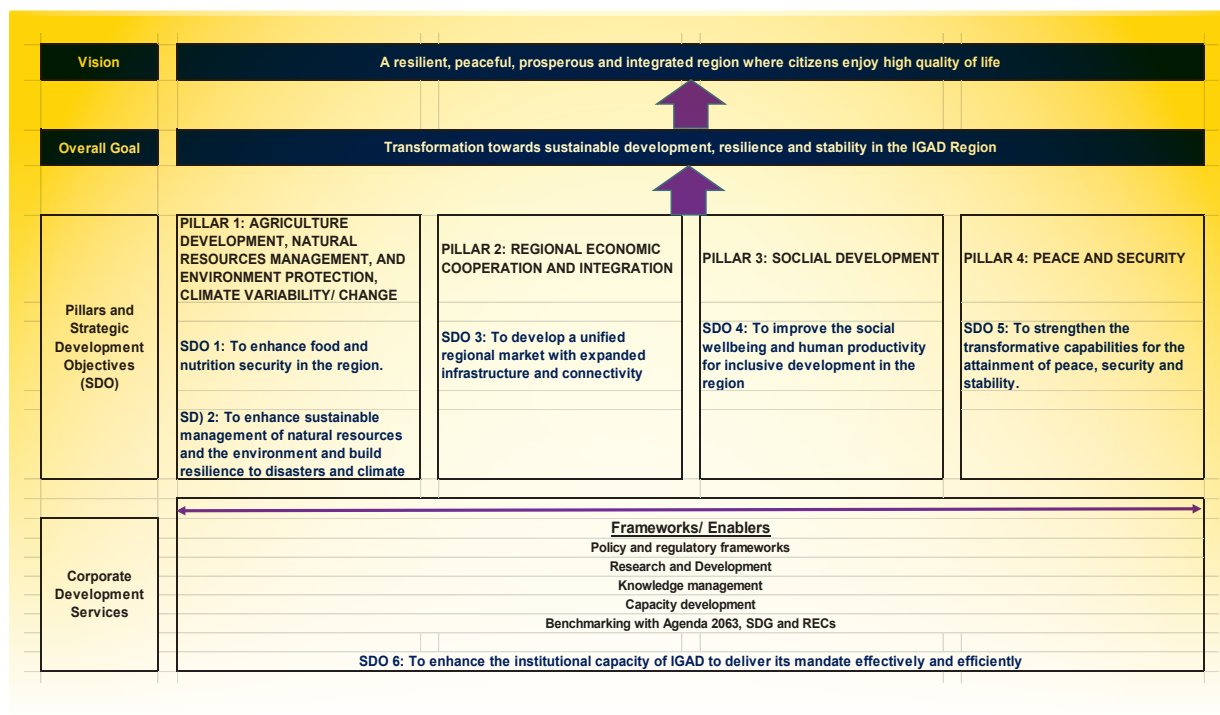 Vision
A resilient, peaceful, prosperous and integrated region where citizens enjoy high quality of life
Overall Goal
Transformation towards sustainable development, resilience and stability in the IGAD Region
Pillars and
Strategic
Development
Objectives
(SDO)
PILLAR 1: AGRICULTURE
DEVELOPMENT, NATURAL
RESOURCES MANAGEMENT, AND
ENVIRONMENT PROTECTION,
CLIMATE VARIABILITY/ CHANGE
SDO 1: To enhance food and
nutrition security in the region.
SD) 2: To enhance sustainable
management of natural resources
and the environment and build
resilience to disasters and climate
PILLAR 2: REGIONAL ECONOMIC
COOPERATION AND INTEGRATION
SDO 3: To develop a unified
regional market with expanded
infrastructure and connectivity
PILLAR 3: SOCLIAL DEVELOPMENT
SDO 4: To improve the social
wellbeing and human productivity
for inclusive development in the
region
PILLAR 4: PEACE AND SECURITY
SDO 5: To strengthen the
transformative capabilities for the
attainment of peace, security and
stability.
Corporate
Development
Services
Frameworks/ Enablers
Policy and regulatory frameworks
Research and Development
Knowledge management
Capacity development
Benchmarking with Agenda 2063, SDG and RECs
SDO 6: To enhance the institutional capacity of IGAD to deliver its mandate effectively and efficiently